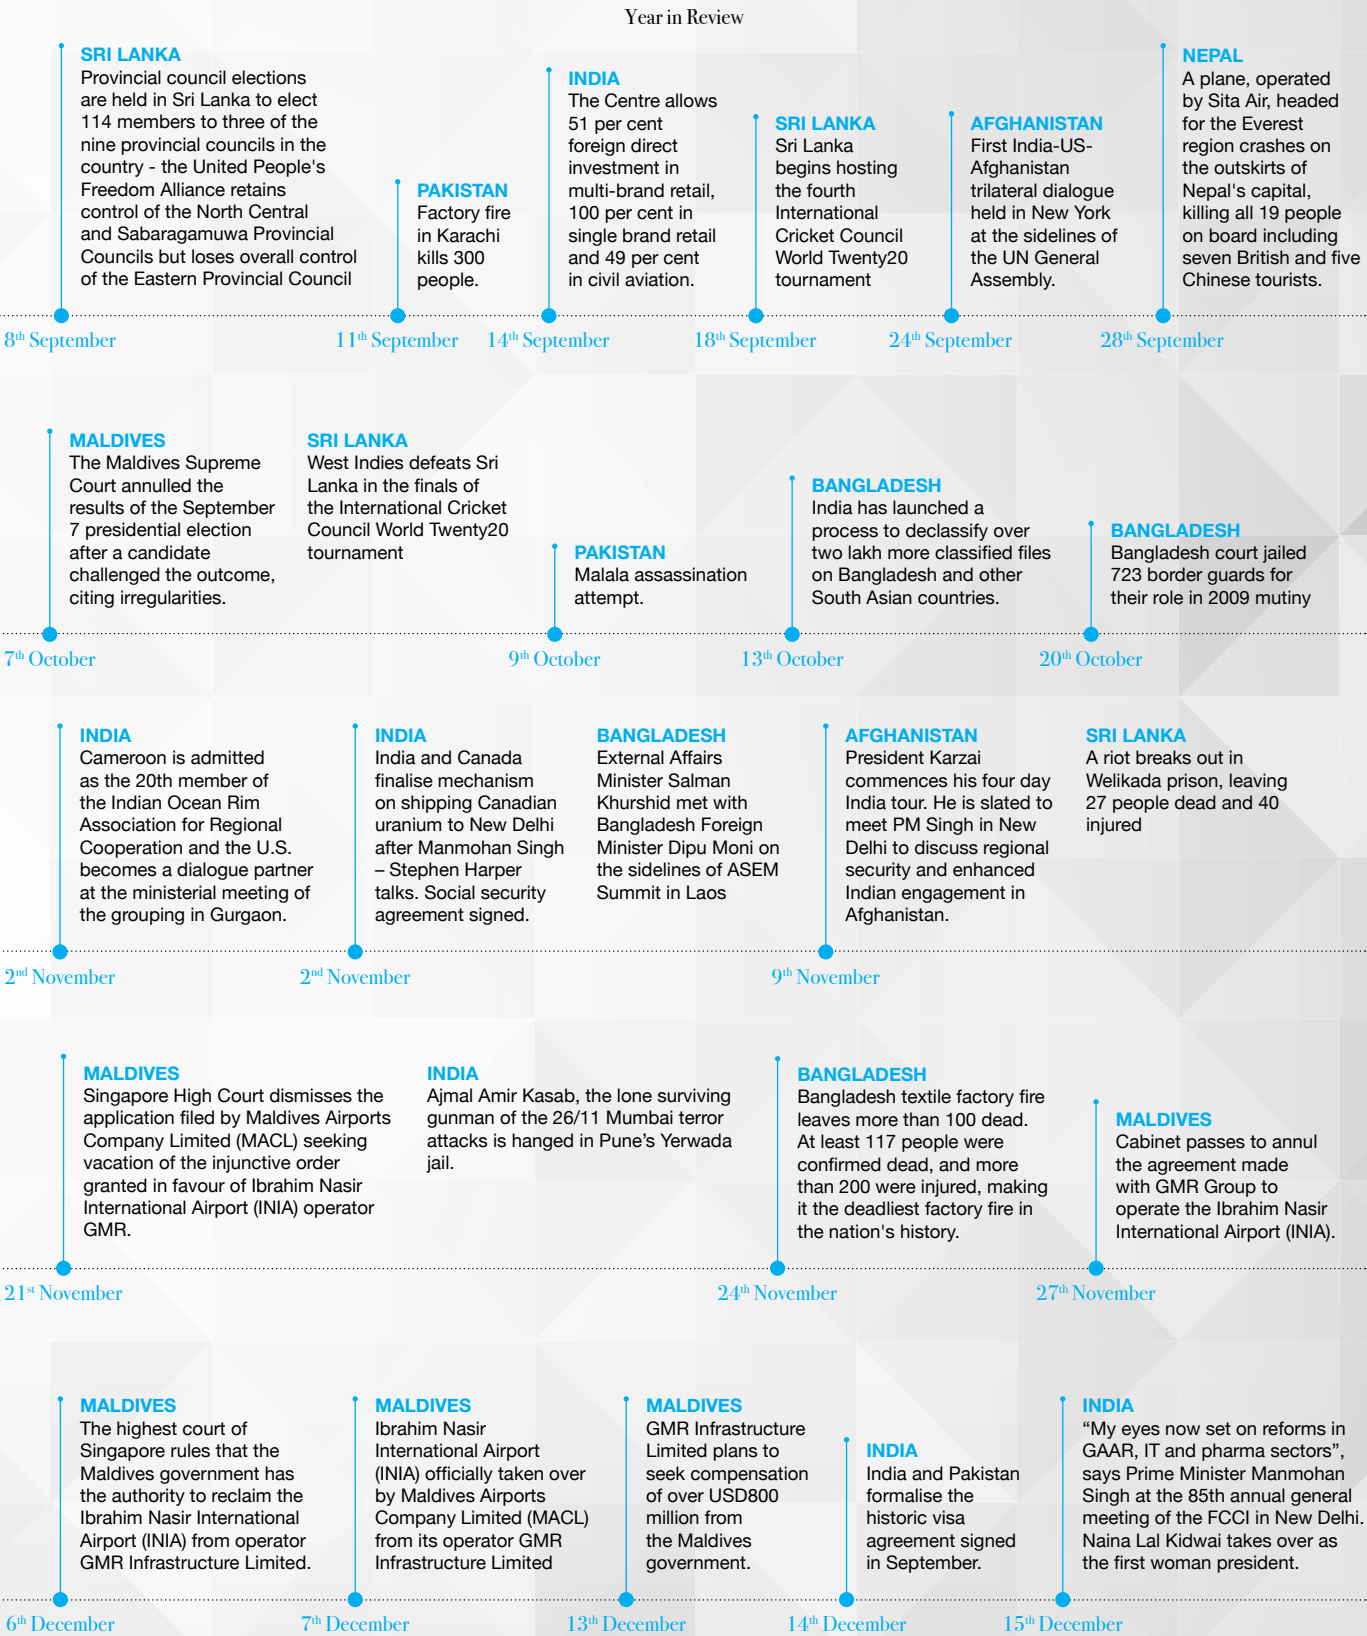 Year in Review
SRI LANKA
Provincial council elections
are held in Sri Lanka to elect
114 members to three of the
nine provincial councils in the
country - the United People's
Freedom Alliance retains
control of the North Central
and Sabaragamuwa Provincial
Councils but loses overall control
of the Eastern Provincial Council
8th September
PAKISTAN
Factory fire
in Karachi
kills 300
people.
11th September
INDIA
The Centre allows
51 per cent
foreign direct
investment in
multi-brand retail,
100 per cent in
single brand retail
and 49 per cent
in civil aviation.
14th September
SRI LANKA
Sri Lanka
begins hosting
the fourth
International
Cricket Council
World Twenty20
tournament
18th September
AFGHANISTAN
First India-US-
Afghanistan
trilateral dialogue
held in New York
at the sidelines of
the UN General
Assembly.
24th September
NEPAL
A plane, operated
by Sita Air, headed
for the Everest
region crashes on
the outskirts of
Nepal's capital,
killing all 19 people
on board including
seven British and five
Chinese tourists.
28th September
MALDIVES
The Maldives Supreme
Court annulled the
results of the September
7 presidential election
after a candidate
challenged the outcome,
citing irregularities.
7th October
SRI LANKA
West Indies defeats Sri
Lanka in the finals of
the International Cricket
Council World Twenty20
tournament
PAKISTAN
Malala assassination
attempt.
9th October
BANGLADESH
India has launched a
process to declassify over
two lakh more classified files
on Bangladesh and other
South Asian countries.
13th October
BANGLADESH
Bangladesh court jailed
723 border guards for
their role in 2009 mutiny
20th October
INDIA
Cameroon is admitted
as the 20th member of
the Indian Ocean Rim
Association for Regional
Cooperation and the U.S.
becomes a dialogue partner
at the ministerial meeting of
the grouping in Gurgaon.
2nd November
INDIA
India and Canada
finalise mechanism
on shipping Canadian
uranium to New Delhi
after Manmohan Singh
– Stephen Harper
talks. Social security
agreement signed.
2nd November
BANGLADESH
External Affairs
Minister Salman
Khurshid met with
Bangladesh Foreign
Minister Dipu Moni on
the sidelines of ASEM
Summit in Laos
AFGHANISTAN
President Karzai
commences his four day
India tour. He is slated to
meet PM Singh in New
Delhi to discuss regional
security and enhanced
Indian engagement in
Afghanistan.
9th November
SRI LANKA
A riot breaks out in
Welikada prison, leaving
27 people dead and 40
injured
MALDIVES
Singapore High Court dismisses the
application filed by Maldives Airports
Company Limited (MACL) seeking
vacation of the injunctive order
granted in favour of Ibrahim Nasir
International Airport (INIA) operator
GMR.
21st November
INDIA
Ajmal Amir Kasab, the lone surviving
gunman of the 26/11 Mumbai terror
attacks is hanged in Pune’s Yerwada
jail.
BANGLADESH
Bangladesh textile factory fire
leaves more than 100 dead.
At least 117 people were
confirmed dead, and more
than 200 were injured, making
it the deadliest factory fire in
the nation's history.
24th November
MALDIVES
Cabinet passes to annul
the agreement made
with GMR Group to
operate the Ibrahim Nasir
International Airport (INIA).
27th November
MALDIVES
The highest court of
Singapore rules that the
Maldives government has
the authority to reclaim the
Ibrahim Nasir International
Airport (INIA) from operator
GMR Infrastructure Limited.
6th December
MALDIVES
Ibrahim Nasir
International Airport
(INIA) officially taken over
by Maldives Airports
Company Limited (MACL)
from its operator GMR
Infrastructure Limited
7th December
MALDIVES
GMR Infrastructure
Limited plans to
seek compensation
of over USD800
million from
the Maldives
government.
13th December
INDIA
India and Pakistan
formalise the
historic visa
agreement signed
in September.
14th December
INDIA
“My eyes now set on reforms in
GAAR, IT and pharma sectors”,
says Prime Minister Manmohan
Singh at the 85th annual general
meeting of the FCCI in New Delhi.
Naina Lal Kidwai takes over as
the first woman president.
15th December